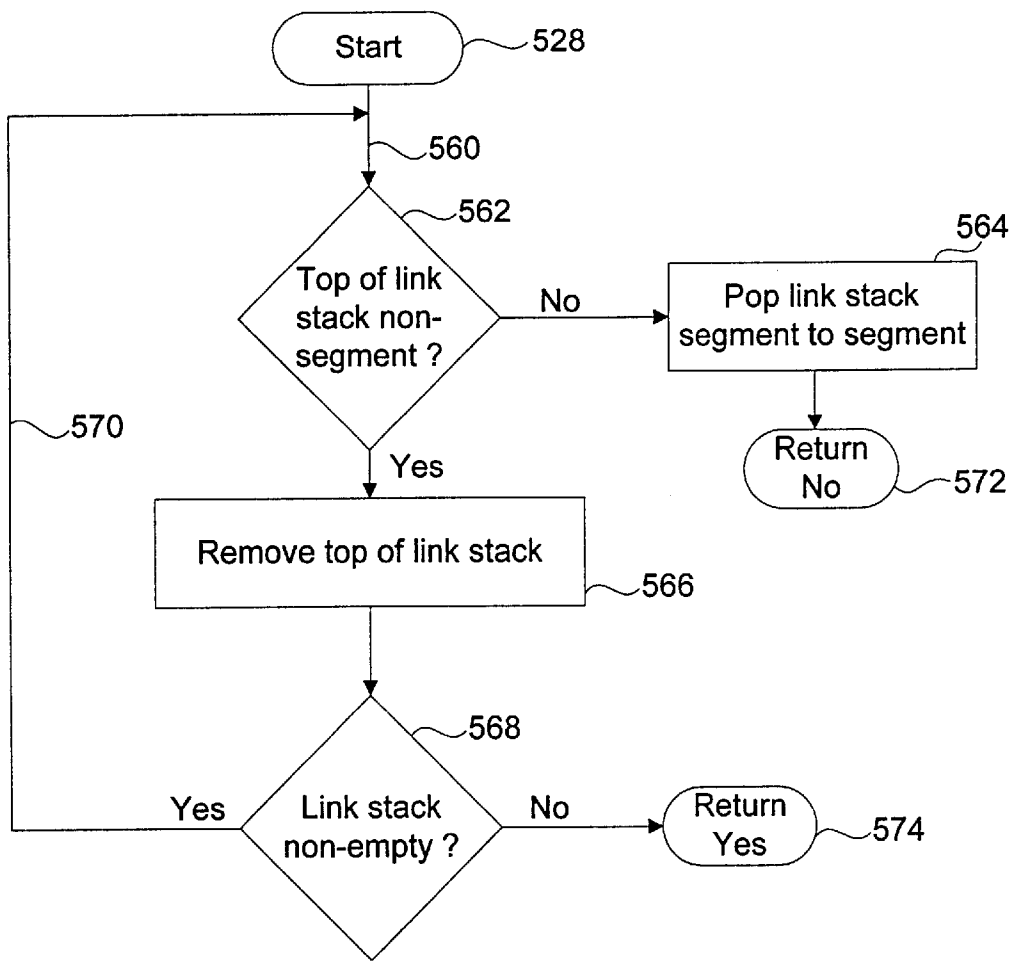 Start
528
560
562
Top of link
stack non-
segment ?
No
564
Pop link stack
segment to segment
570
Yes
Return
No
572
Remove top of link stack
566
568
Link stack
non-empty ?
Yes
No
Return
Yes
574